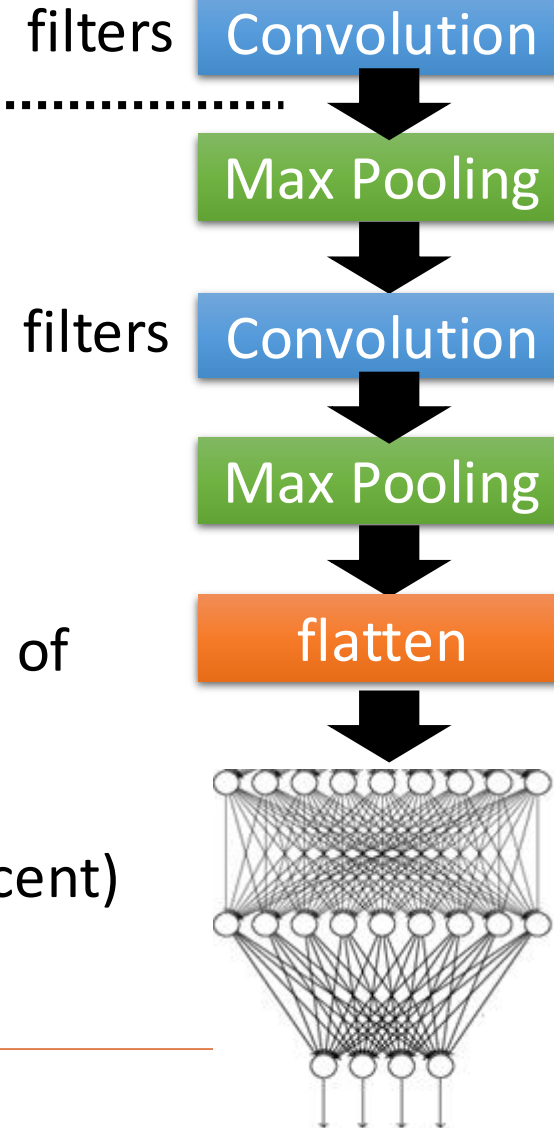 filters Convolution
Max Pooling
filters Convolution
Max Pooling
of flatten
cent)